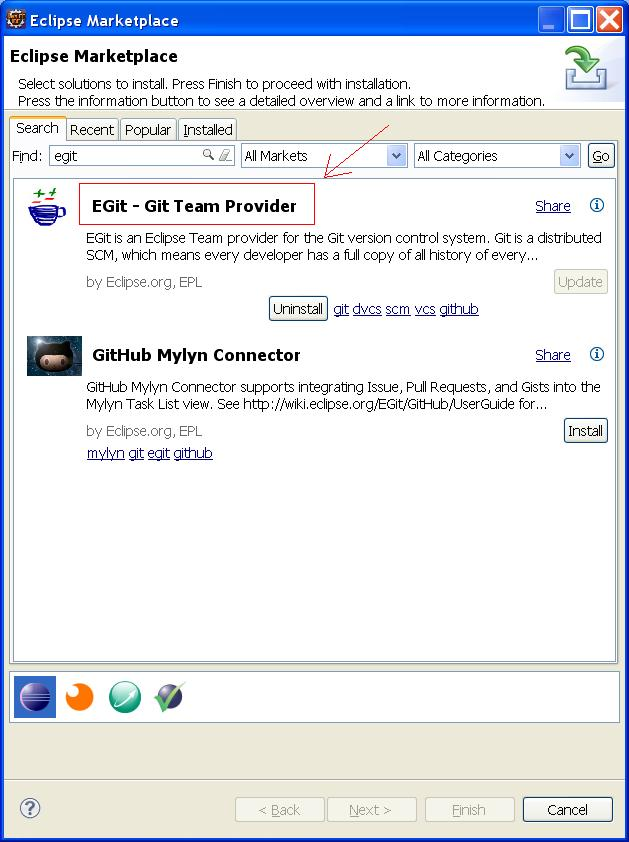 Eclipse Marketplace
Eclipse Marketplace
Select solutions to install. Press Finish to proceed with installation.
Press the information button to see a detailed overview and a link to more information.
Search Recent Popular Installed
Find: egit All Markets All Categories Go
EGit - Git Team Provider Share
EGit is an Eclipse Team provider for the Git version control system. Git is a distributed
SCM, which means every developer has a full copy of all history of every...
by Eclipse.org, EPL Update
Uninstall git dvcs scm vcs github
GitHub Mylyn Connector Share
GitHub Mylyn Connector supports integrating Issue, Pull Requests, and Gists into the
Mylyn Task List view. See http://wiki.eclipse.org/EGit/GitHub/UserGuide for...
by Eclipse.org, EPL Install
mylyn git egit github
< Back Next > Finish Cancel